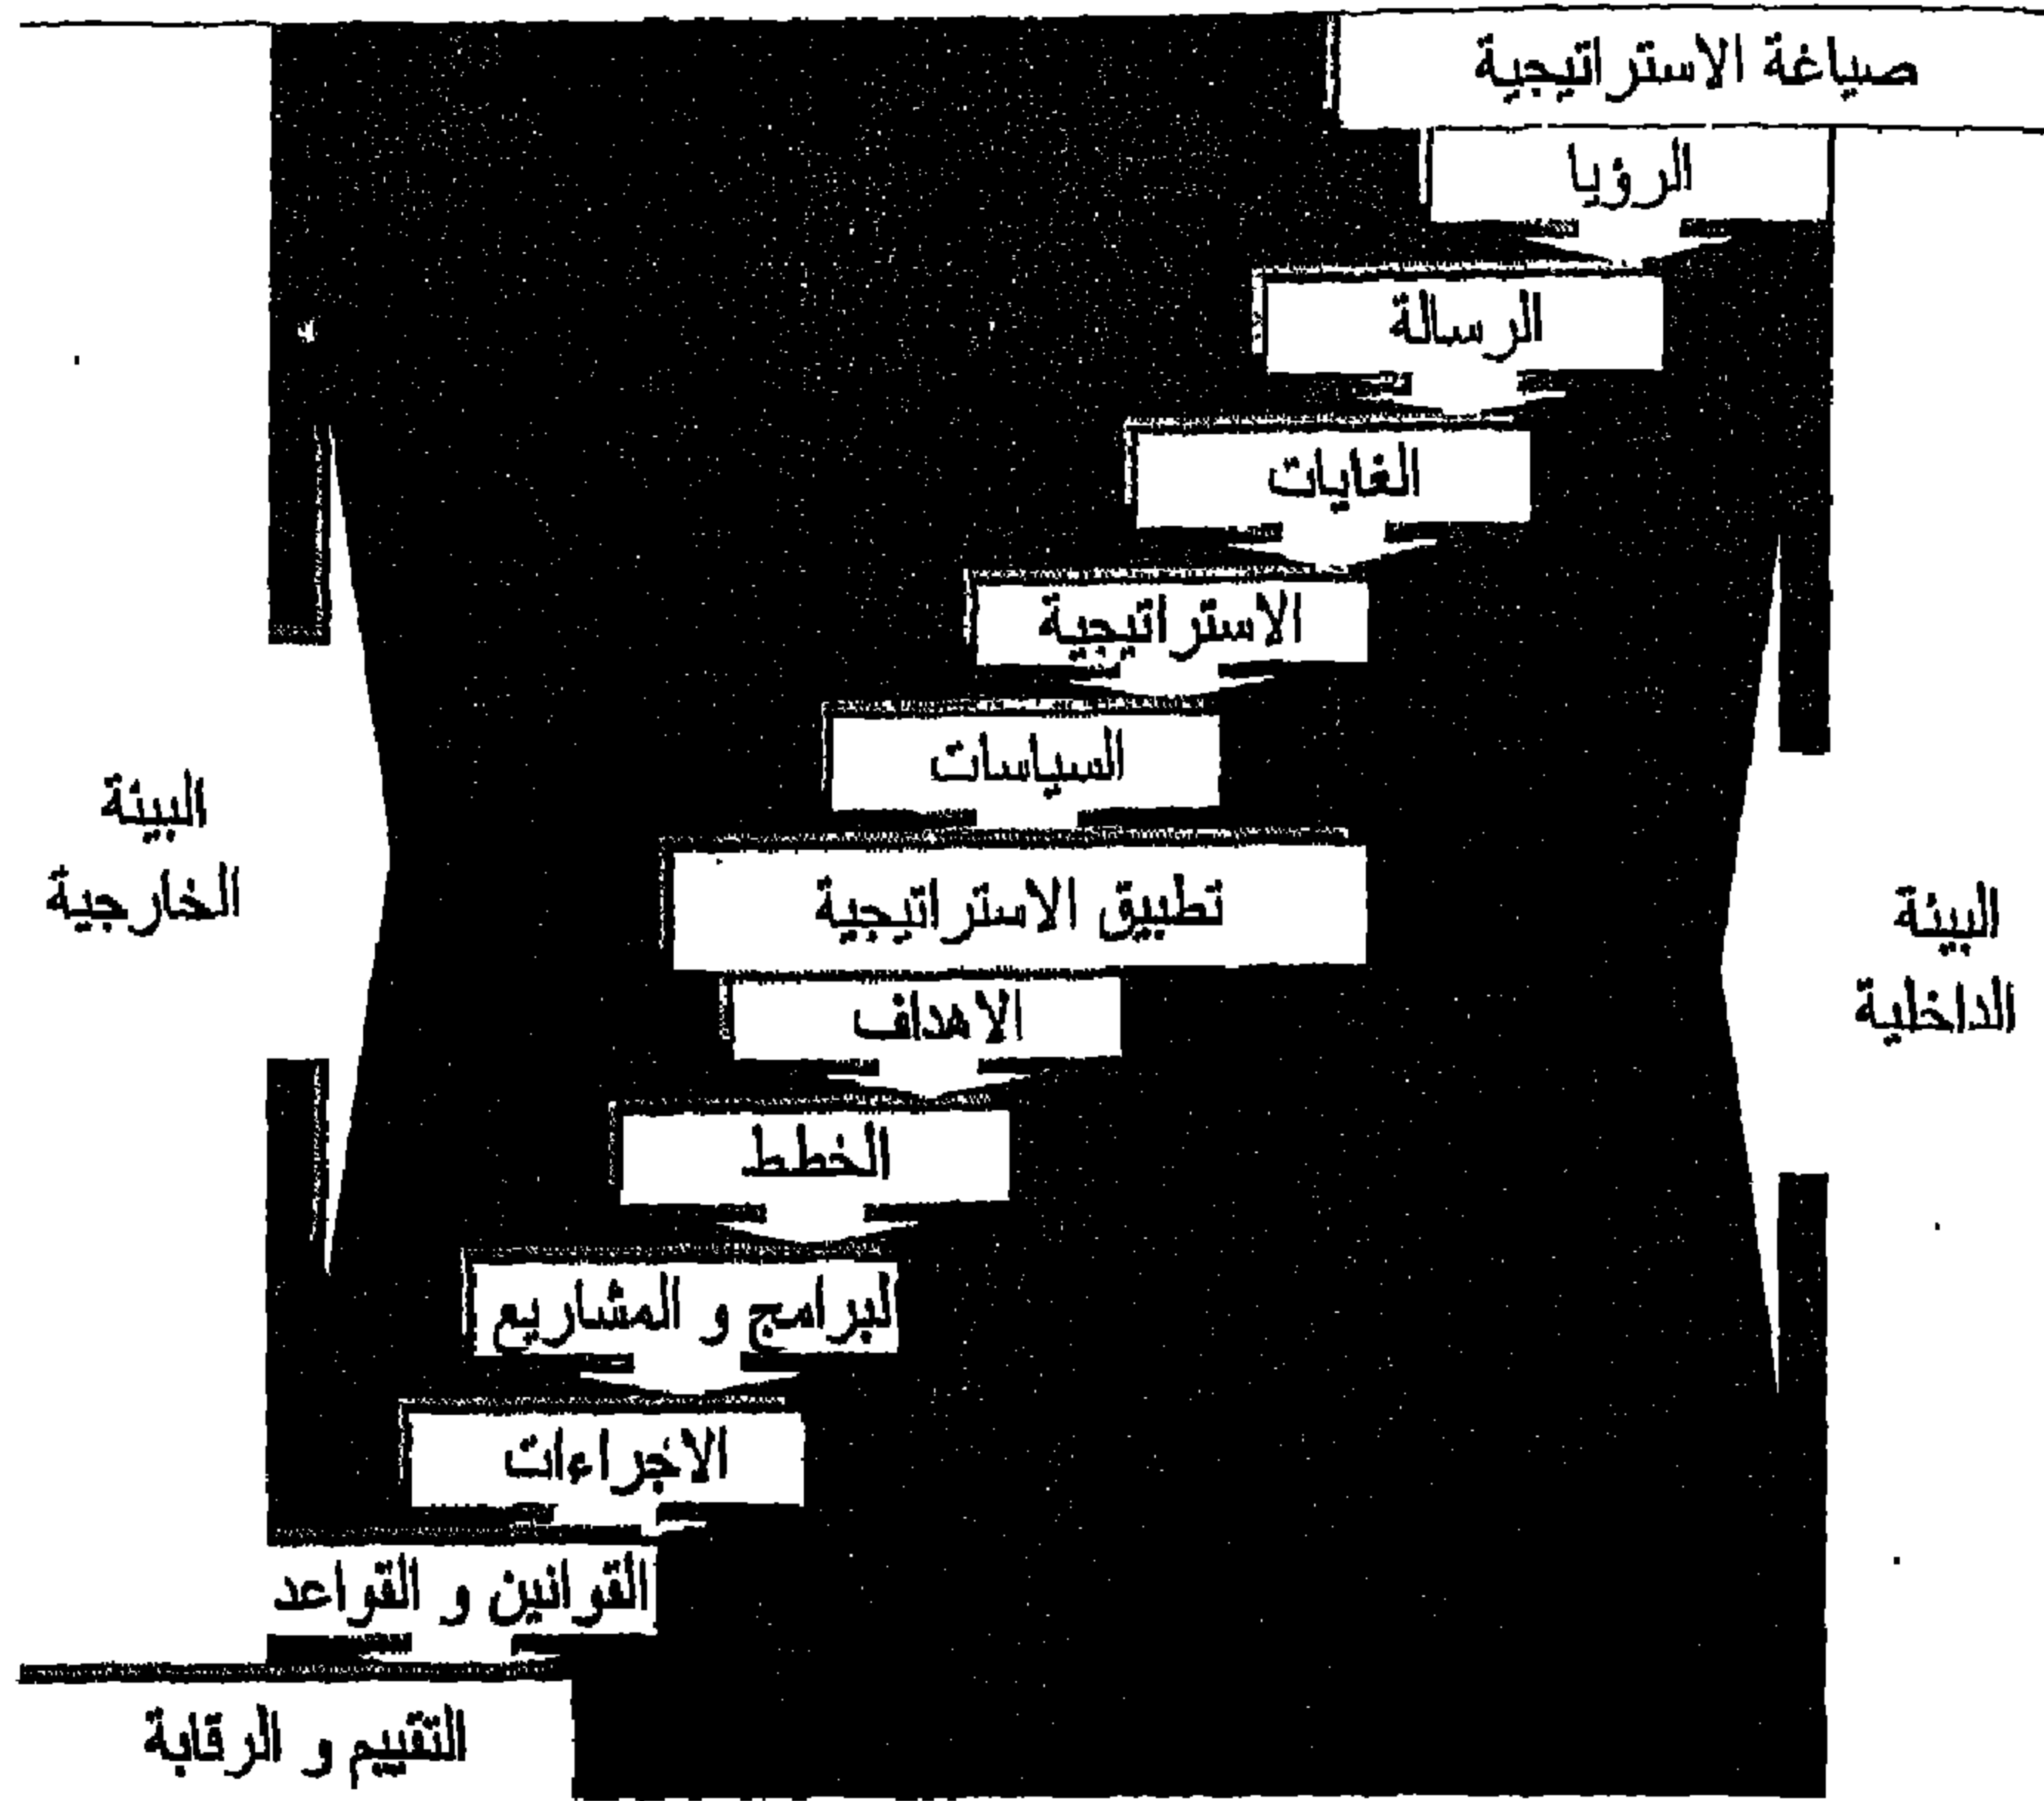 صياغة الاستراتيجية
الرؤيا
الرسالة
الغايات
الاستراتيجية
السياسات
البيئة
الخارجية
تطبيق الاستراتيجية
البيئة
الداخلية
الاهداف
الخطط
لبرامج و المشاريع
الاجراءات
القوانين و القواعد
التقييم و الرقابة